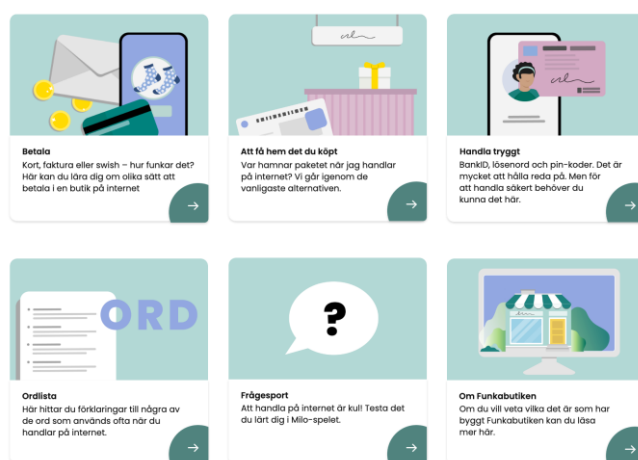 Betala
Kort, faktura eller swish – hur funkar det?
Här kan du lära dig om olika sätt att
betala i en butik på internet
Att få hem det du köpt
Var hamnar paketet när jag handlar
på internet? Vi går igenom de
vanligaste alternativen.
Handla tryggt
BankID, lösenord och pin-koder. Det är
mycket att hålla reda på. Men för
att handla säkert behöver du
kunna det här.
ORD
Ordlista
Här hittar du förklaringar till några av
de ord som används ofta när du
handlar på internet.
?
Frågesport
Att handla på internet är kul! Testa det
du lärt dig i Milo-spelet.
Om Funkabutiken
Om du vill veta vilka det är som har
byggt Funkabutiken kan du läsa
mer här.